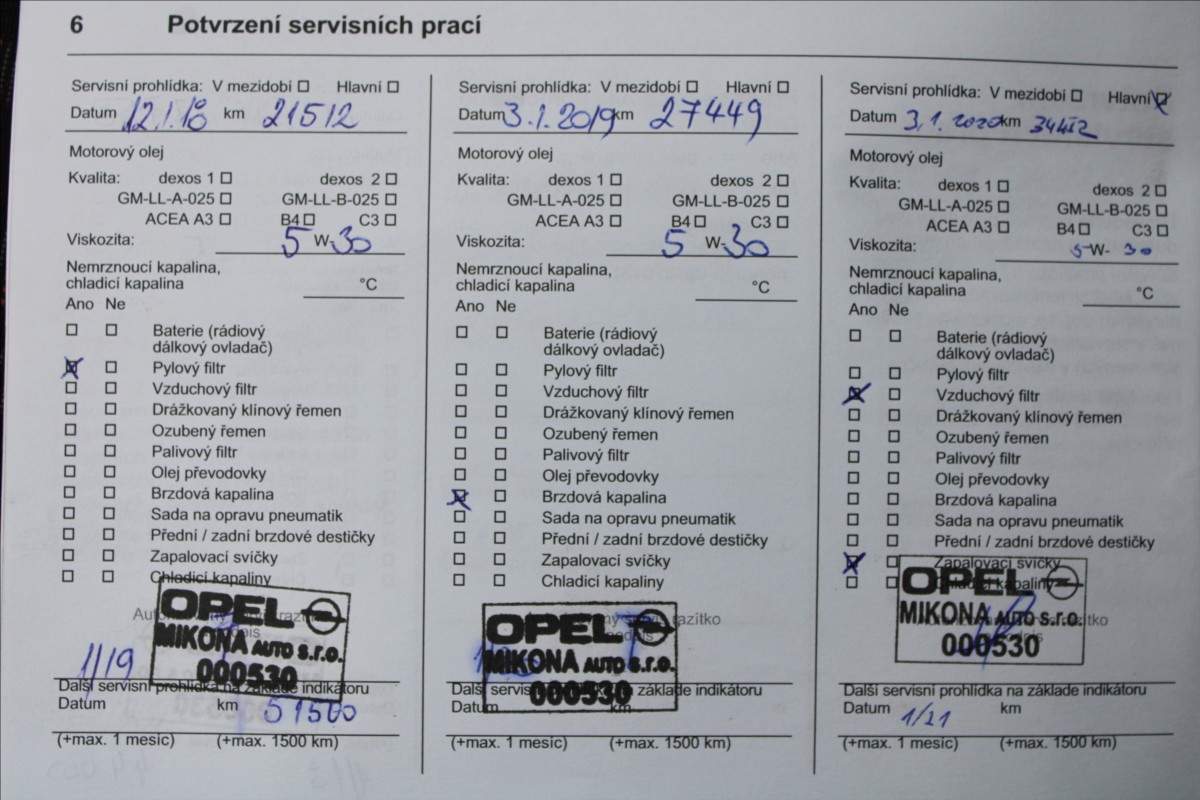 6 Potvrzení servisních prací
Servisní prohlídka: V mezidobí Hlavní
Datum 12.1.18 km 21512
Motorový olej
Kvalita: dexos 1 dexos 2
GM-LL-A-025 GM-LL-B-025
ACEA A3 B4 C3
Viskozita: 5 W-30
Nemrznoucí kapalina,
chladicí kapalina °C
Ano Ne
Baterie (rádiový
dálkový ovladač)
Pylový filtr
Vzduchový filtr
Drážkovaný klínový řemen
Ozubený řemen
Palivový filtr
Olej převodovky
Brzdová kapalina
Sada na opravu pneumatik
Přední / zadní brzdové destičky
Zapalovací svíčky
Chladicí kapaliny
OPEL
MIKONA AUTO s.r.o.
000530
1/19
Další servisní prohlídka na základe indikátoru
Datum km 51500
(+max. 1 mesic) (+max. 1500 km)
Servisní prohlídka: V mezidobí Hlavní
Datum 3.1.2019 km 27449
Motorový olej
Kvalita: dexos 1 dexos 2
GM-LL-A-025 GM-LL-B-025
ACEA A3 B4 C3
Viskozita: 5 W-30
Nemrznoucí kapalina,
chladicí kapalina °C
Ano Ne
Baterie (rádiový
dálkový ovladač)
Pylový filtr
Vzduchový filtr
Drážkovaný klínový řemen
Ozubený řemen
Palivový filtr
Olej převodovky
Brzdová kapalina
Sada na opravu pneumatik
Přední / zadní brzdové destičky
Zapalovací svíčky
Chladicí kapaliny
OPEL
razítko
MIKONA AUTO s.r.o.
000530
Další servisní prohlídka na základe indikátoru
Datum km
(+max. 1 mesic) (+max. 1500 km)
Servisní prohlídka: V mezidobí Hlavní
Datum 3.1.2020 km
Motorový olej
Kvalita: dexos 1 dexos 2
GM-LL-A-025 GM-LL-B-025
ACEA A3 B4 C3
Viskozita: 5 W- 30
Nemrznoucí kapalina,
chladicí kapalina °C
Ano Ne
Baterie (rádiový
dálkový ovladač)
Pylový filtr
Vzduchový filtr
Drážkovaný klínový řemen
Ozubený řemen
Palivový filtr
Olej převodovky
Brzdová kapalina
Sada na opravu pneumatik
Přední / zadní brzdové destičky
Zapalovací svíčky
Chladicí kapaliny
OPEL
MIKONA AUTO s.r.o.
000530
Další servisní prohlídka na základe indikátoru
Datum 1/21 km
(+max. 1 mesic) (+max. 1500 km)